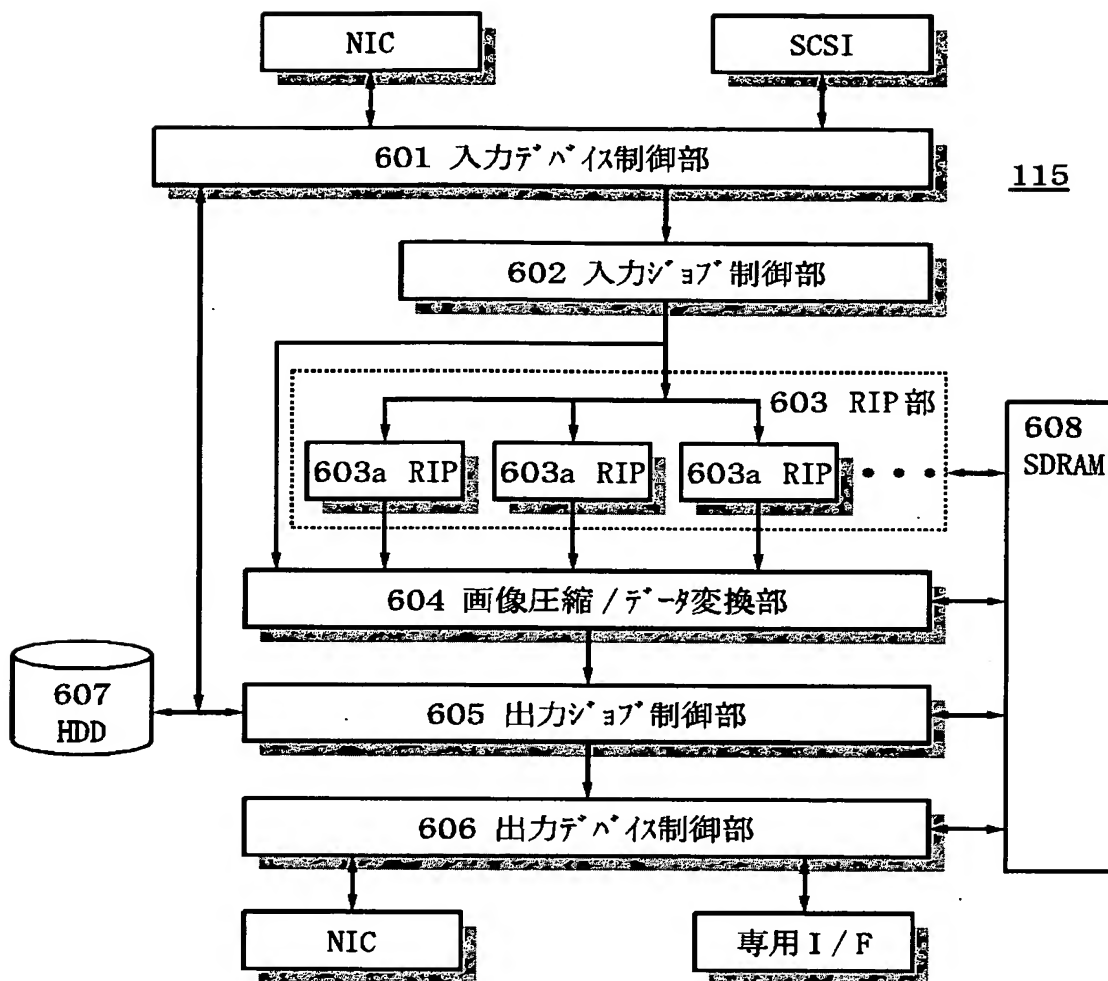 NIC
SCSI
601 入力ﾃﾞﾊﾞｲｽ制御部
115
602 入力ｼﾞｮﾌﾞ制御部
603 RIP部
608
SDRAM
603a RIP
603a RIP
603a RIP
• • •
604 画像圧縮/ﾃﾞｰﾀ変換部
607
HDD
605 出力ｼﾞｮﾌﾞ制御部
606 出力ﾃﾞﾊﾞｲｽ制御部
NIC
専用I/F